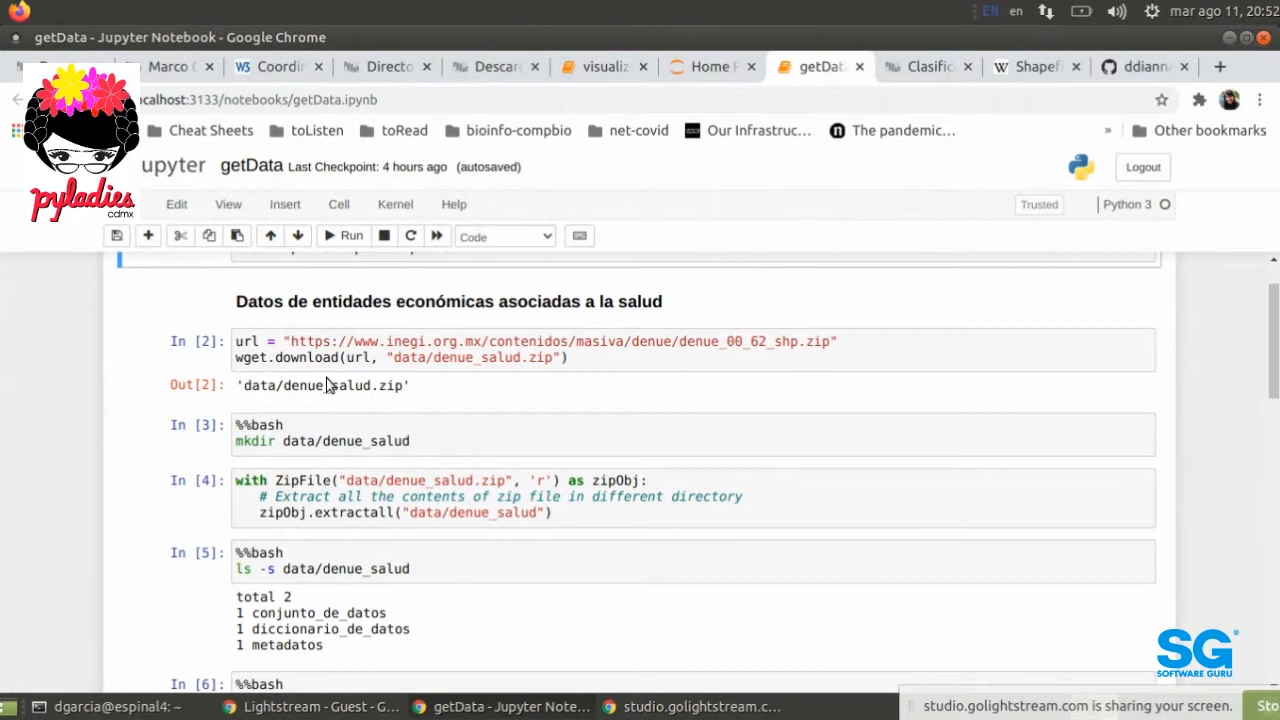 EN en mar ago 11, 20:52
getData - Jupyter Notebook - Google Chrome
Marco Coordin Directo Descar visualiz Home P getDat Clasific Shapef ddiann
localhost:3133/notebooks/getData.ipynb
Cheat Sheets toListen toRead bioinfo-compbio net-covid Our Infrastruc... The pandemic... » Other bookmarks
upyter getData Last Checkpoint: 4 hours ago (autosaved) Logout
pyladies
cdmx
Edit View Insert Cell Kernel Help Trusted Python 3
Run Code
Datos de entidades económicas asociadas a la salud
In [2]: url = "https://www.inegi.org.mx/contenidos/masiva/denue/denue_00_62_shp.zip"
wget.download(url, "data/denue_salud.zip")
Out[2]: 'data/denue_salud.zip'
In [3]: %%bash
mkdir data/denue_salud
In [4]: with ZipFile("data/denue_salud.zip", 'r') as zipObj:
# Extract all the contents of zip file in different directory
zipObj.extractall("data/denue_salud")
In [5]: %%bash
ls -s data/denue_salud
total 2
1 conjunto_de_datos
1 diccionario_de_datos
1 metadatos
In [6]: %%bash
SG
SOFTWARE GURU
dgarcia@espinal4: ~ Lightstream - Guest - G... getData - Jupyter Note... studio.golightstream.c... studio.golightstream.com is sharing your screen. Sto